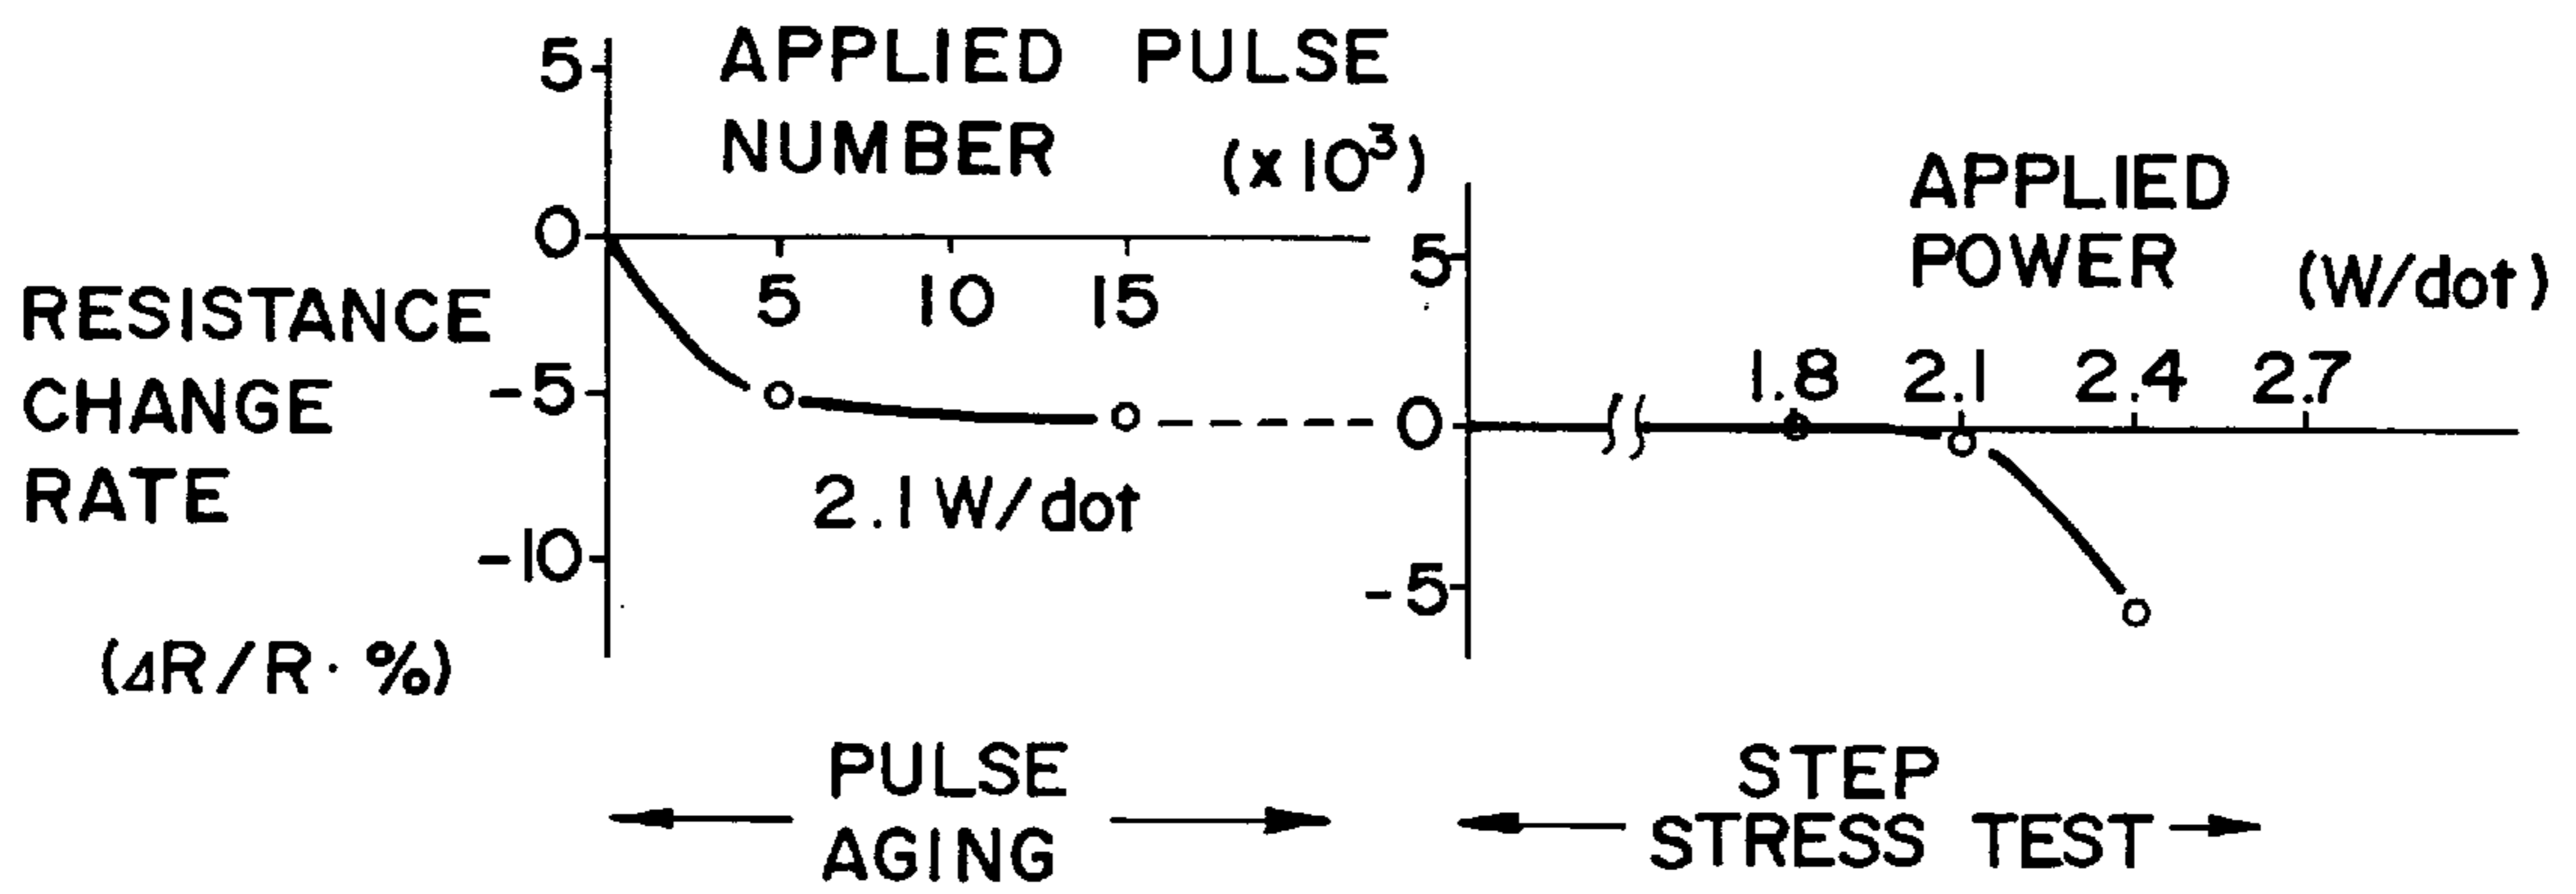 5
APPLIED PULSE
NUMBER (x10³)
0
5 10 15
RESISTANCE
CHANGE
RATE
(ΔR/R·%)
-5
-10
2.1W/dot
APPLIED
POWER (W/dot)
5
1.8 2.1 2.4 2.7
0
-5
PULSE
AGING
STEP
STRESS TEST